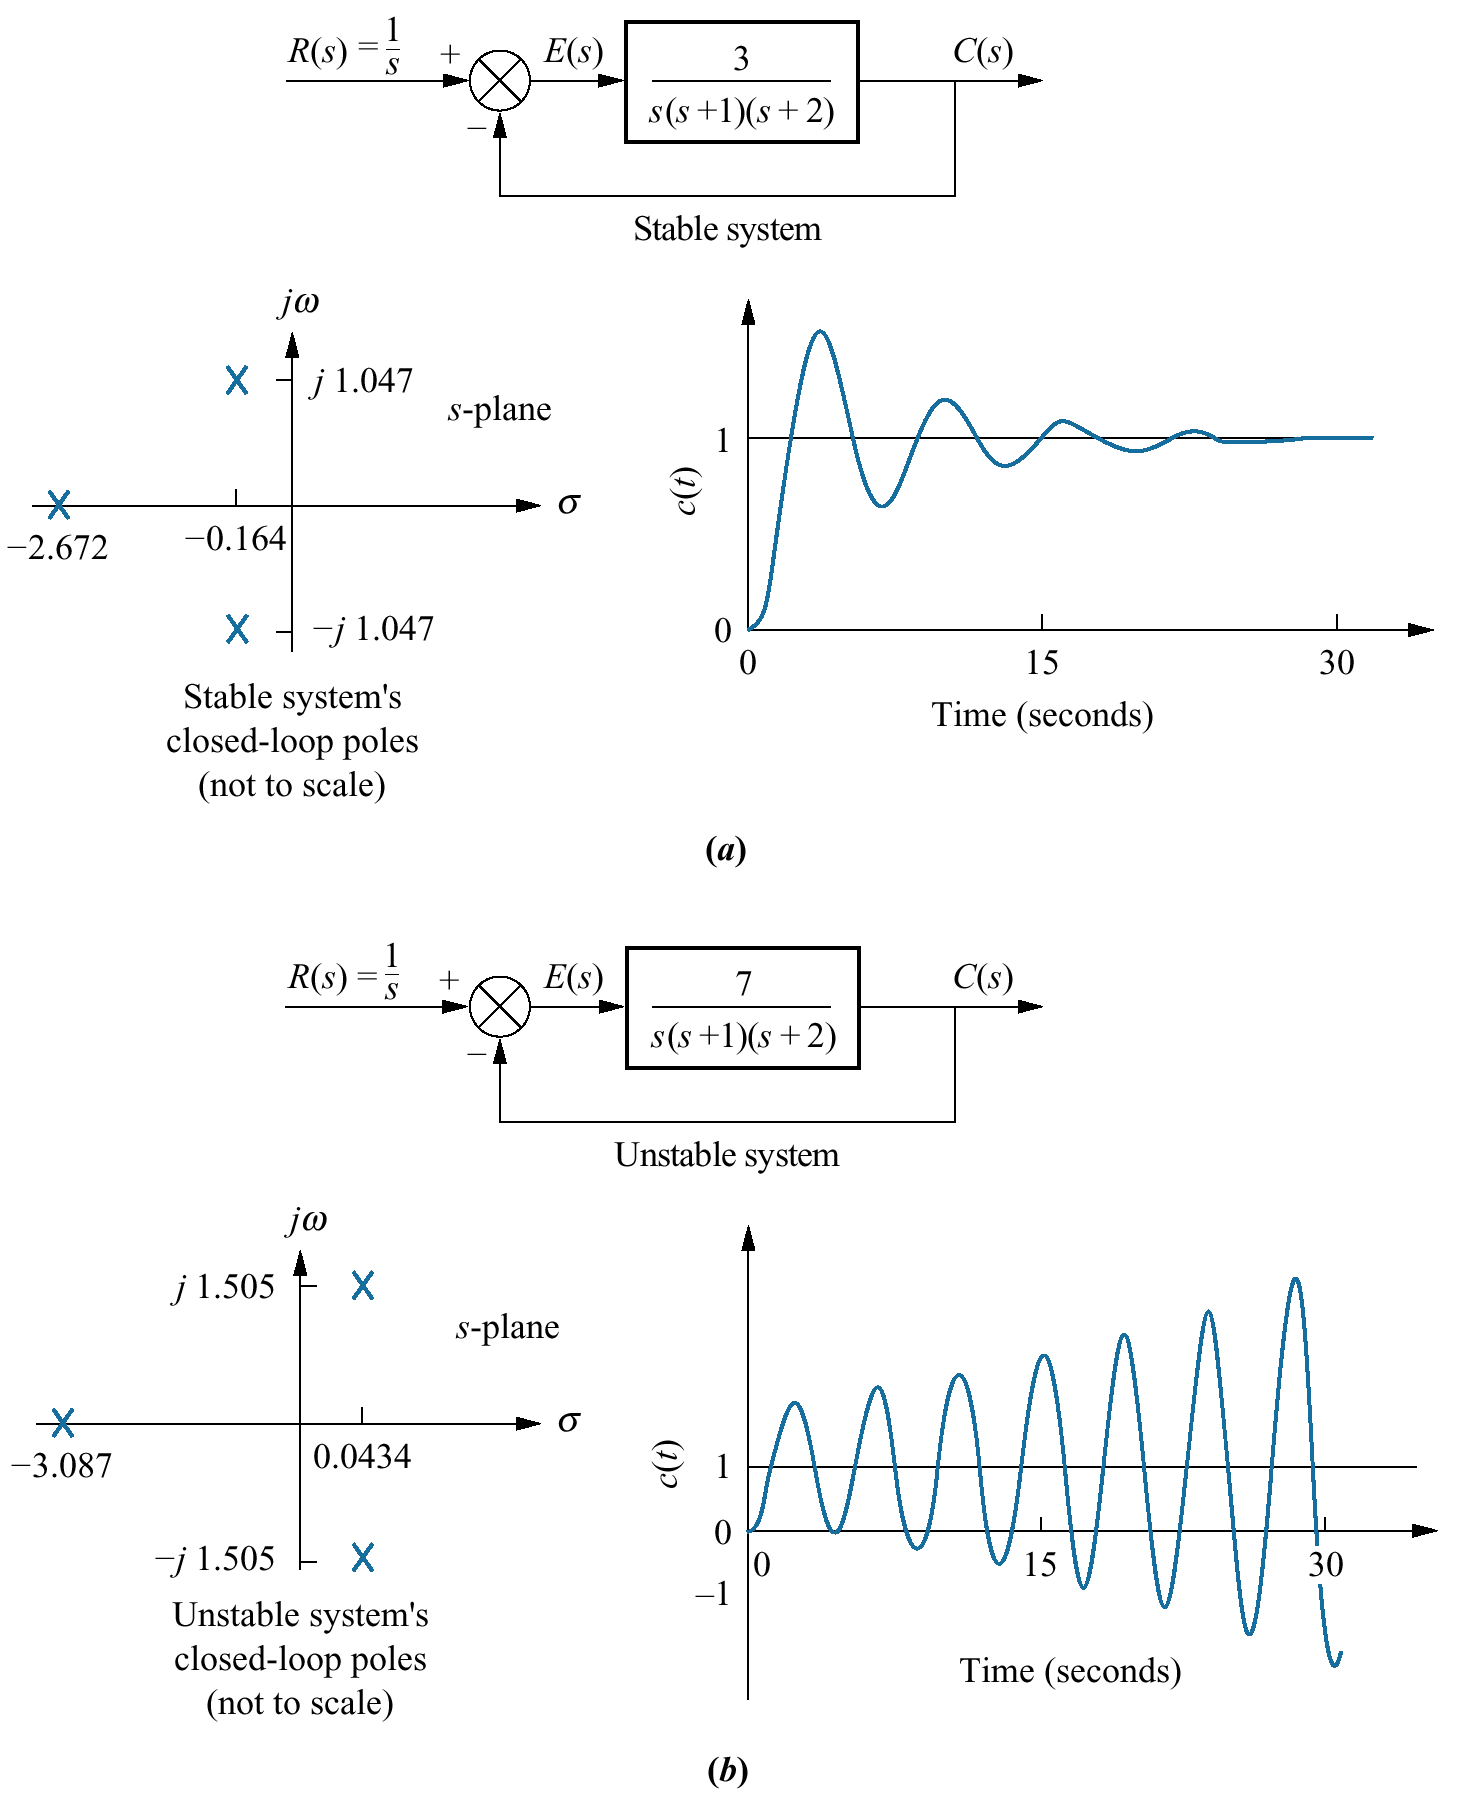 R(s) = 1/s + E(s) 3 C(s)
s(s +1)(s + 2)
−
Stable system
jω
j 1.047
s-plane
σ
−2.672
−0.164
−j 1.047
Stable system's
closed-loop poles
(not to scale)
1
c(t)
0
0 15 30
Time (seconds)
(a)
R(s) = 1/s + E(s) 7 C(s)
s(s +1)(s + 2)
−
Unstable system
jω
j 1.505
s-plane
σ
−3.087
0.0434
−j 1.505
Unstable system's
closed-loop poles
(not to scale)
c(t)
1
0
0 15 30
−1
Time (seconds)
(b)